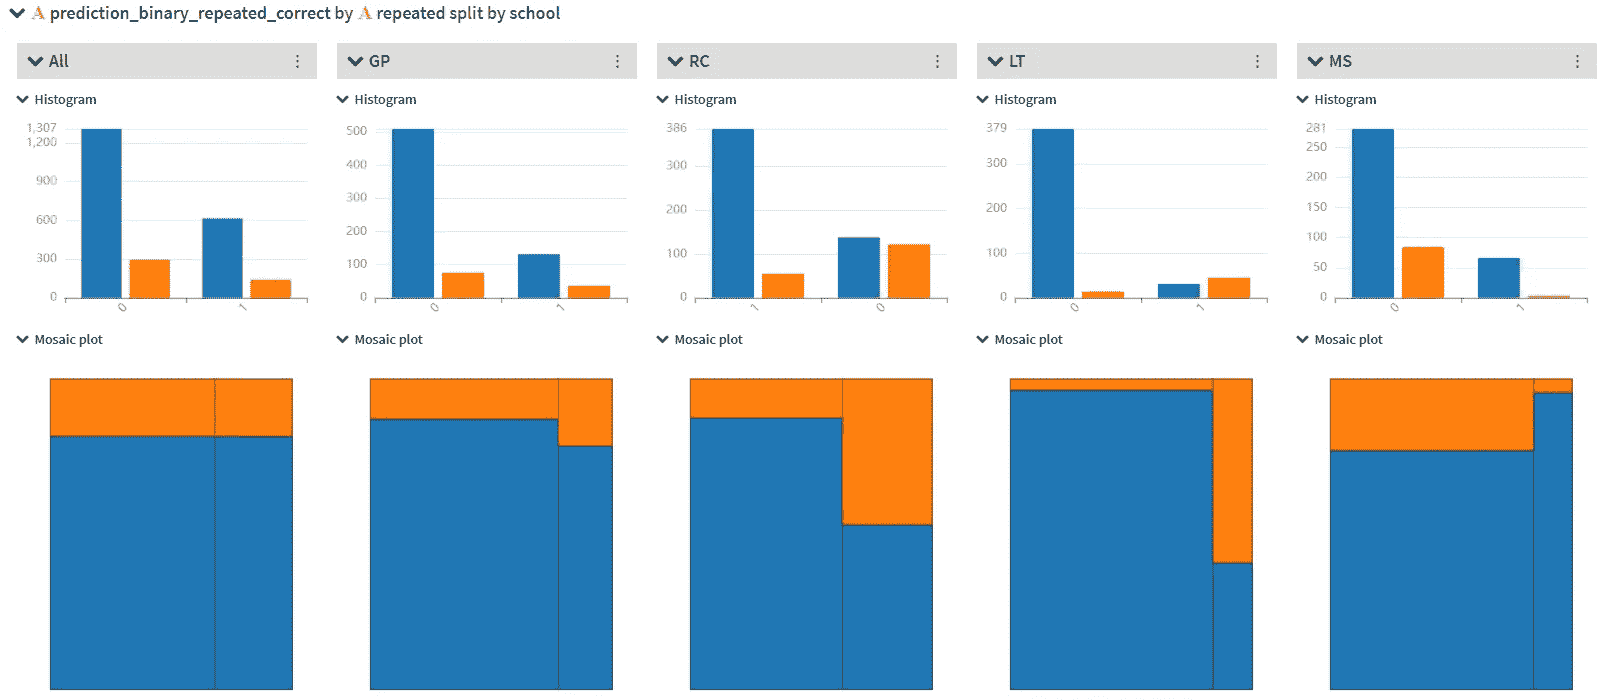 A prediction_binary_repeated_correct by A repeated split by school
All
GP
RC
LT
MS
Histogram
Histogram
Histogram
Histogram
Histogram
1,307
1,200
900
600
300
0
0
1
500
400
300
200
100
0
0
1
386
300
200
100
0
1
0
379
300
200
100
0
0
1
281
250
200
150
100
50
0
0
1
Mosaic plot
Mosaic plot
Mosaic plot
Mosaic plot
Mosaic plot